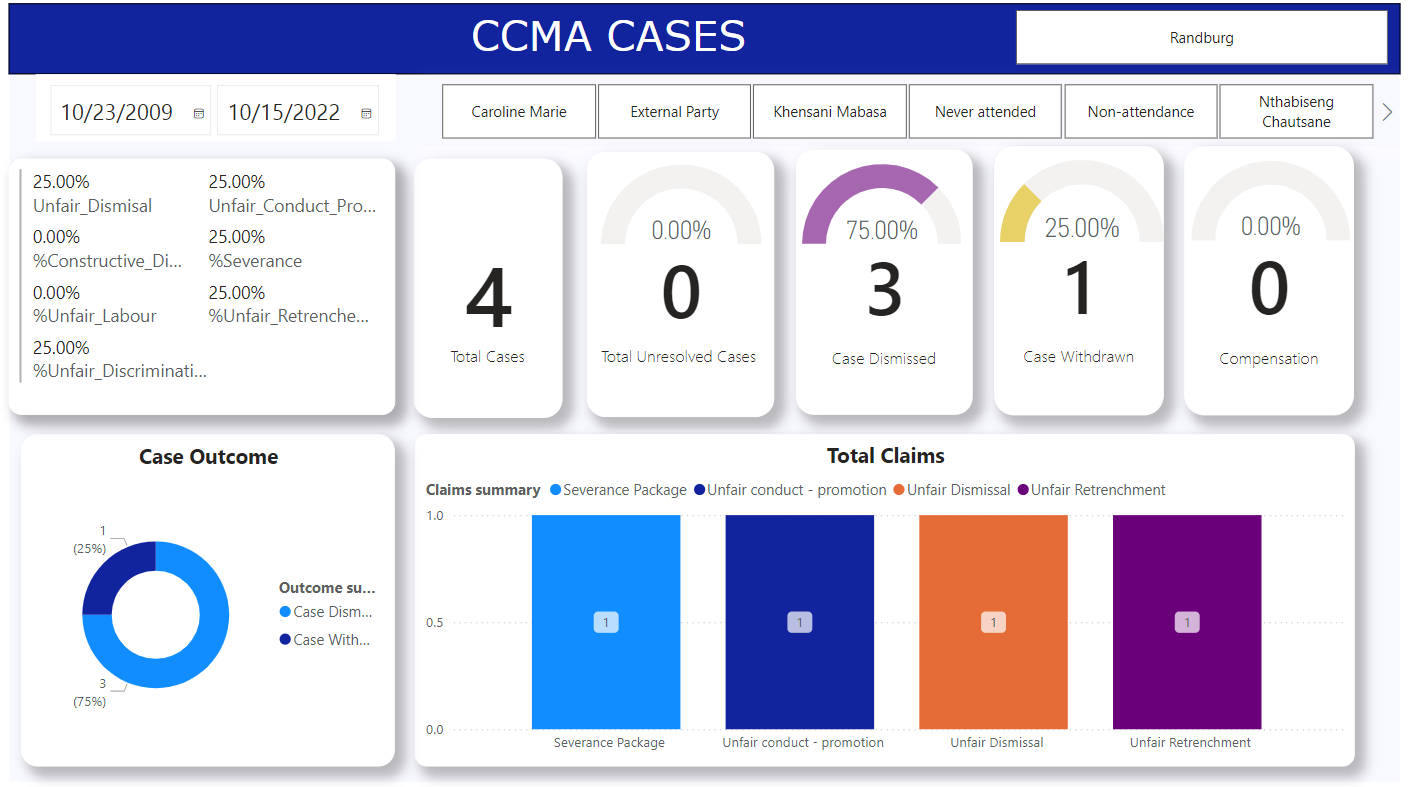 CCMA CASES
Randburg
10/23/2009
10/15/2022
Caroline Marie
External Party
Khensani Mabasa
Never attended
Non-attendance
Nthabiseng
Chautsane
25.00%
Unfair_Dismisal
25.00%
Unfair_Conduct_Pro...
0.00%
%Constructive_Di...
25.00%
%Severance
0.00%
%Unfair_Labour
25.00%
%Unfair_Retrenche...
25.00%
%Unfair_Discriminati...
4
Total Cases
0.00%
0
Total Unresolved Cases
75.00%
3
Case Dismissed
25.00%
1
Case Withdrawn
0.00%
0
Compensation
Case Outcome
1
(25%)
3
(75%)
Outcome su...
Case Dism...
Case With...
Total Claims
Claims summary Severance Package Unfair conduct - promotion Unfair Dismissal Unfair Retrenchment
1.0
0.5
0.0
1
1
1
1
Severance Package
Unfair conduct - promotion
Unfair Dismissal
Unfair Retrenchment